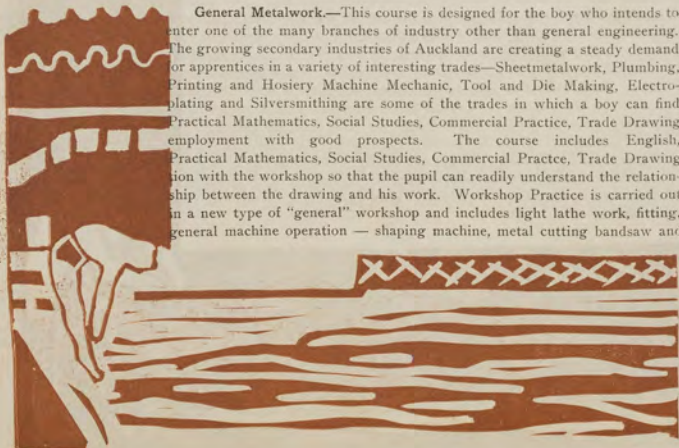 General Metalwork.—This course is designed for the boy who intends to
enter one of the many branches of industry other than general engineering.
The growing secondary industries of Auckland are creating a steady demand
for apprentices in a variety of interesting trades—Sheetmetalwork, Plumbing,
Printing and Hosiery Machine Mechanic, Tool and Die Making, Electro-
plating and Silversmithing are some of the trades in which a boy can find
Practical Mathematics, Social Studies, Commercial Practice, Trade Drawing
employment with good prospects. The course includes English,
Practical Mathematics, Social Studies, Commercial Practce, Trade Drawing
tion with the workshop so that the pupil can readily understand the relation-
ship between the drawing and his work. Workshop Practice is carried out
in a new type of "general" workshop and includes light lathe work, fitting,
general machine operation — shaping machine, metal cutting bandsaw and